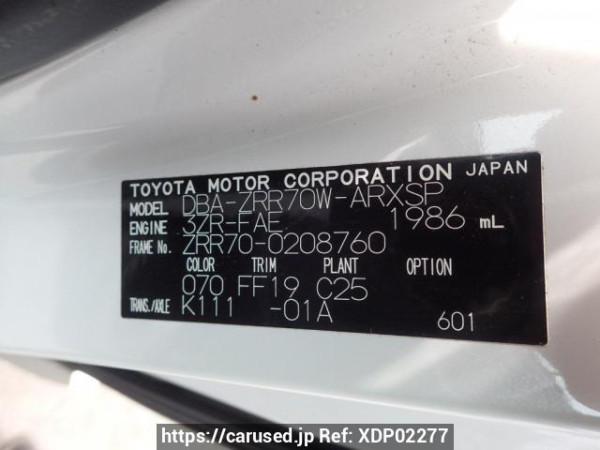 TOYOTA MOTOR CORPORATION JAPAN
MODEL DBA-ZRR70W-ARXSP
ENGINE 3ZR-FAE 1986 mL
FRAME No. ZRR70-0208760
COLOR TRIM PLANT OPTION
070 FF19 C25
TRANS./AXLE K111 -01A
601
https://carused.jp Ref: XDP02277